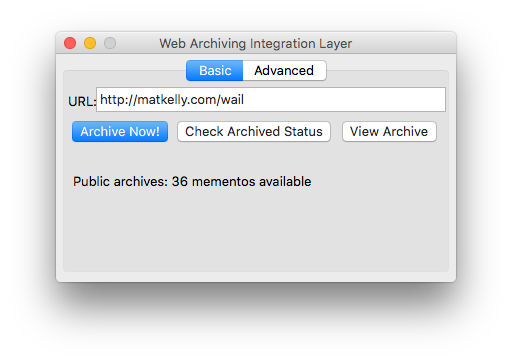 Web Archiving Integration Layer
Basic Advanced
URL: http://matkelly.com/wail
Archive Now! Check Archived Status View Archive
Public archives: 36 mementos available